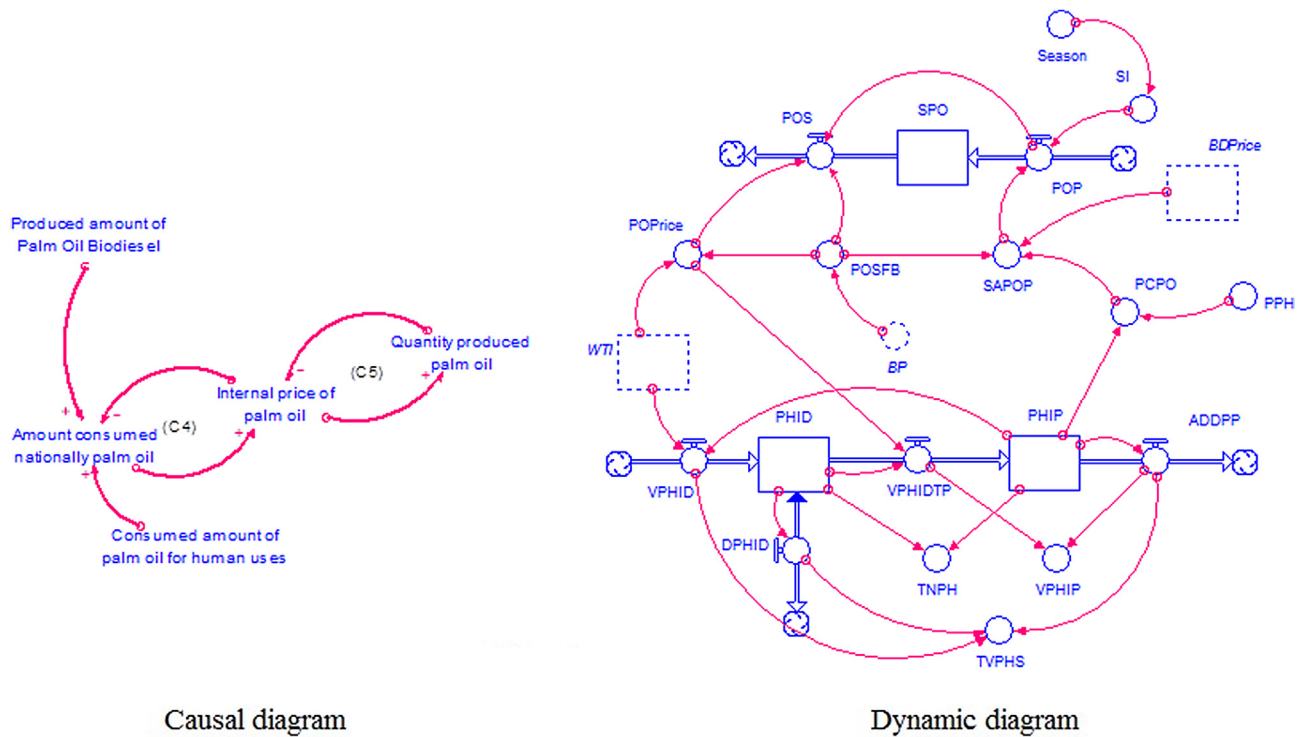 Produced amount of
Palm Oil Biodiesel
Quantity produced
palm oil
(C5)
Internal price of
palm oil
(C4)
Amount consumed
nationally palm oil
Consumed amount of
palm oil for human uses
+
-
+
+
-
+
Causal diagram
Season
SI
POS
SPO
POP
BDPrice
POPrice
POSFB
SAPOP
PCPO
PPHI
WTI
BP
PHID
PHIP
ADDPP
VPHID
VPHIDTP
DPHID
TNPH
VPHIP
TVPHS
Dynamic diagram